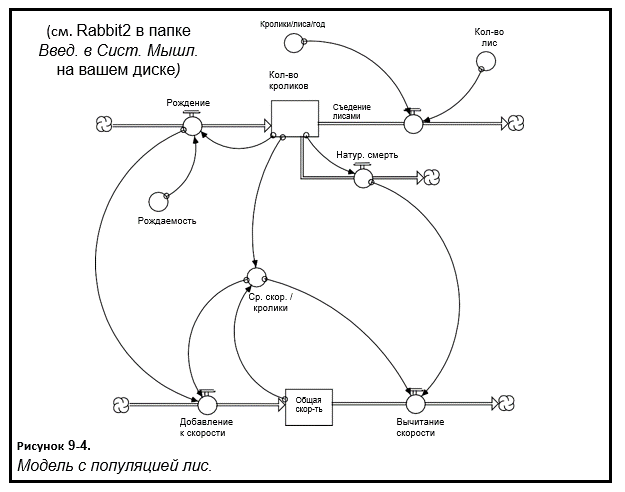 (см. Rabbit2 в папке
Введ. в Сист. Мышл.
на вашем диске)
Кролики/лиса/год
Кол-во
лис
Кол-во
кроликов
Рождение
Съедение
лисами
Натур. смерть
Рождаемость
Ср. скор. /
кролики
Общая
скор-ть
Добавление
к скорости
Вычитание
скорости
Рисунок 9-4.
Модель с популяцией лис.